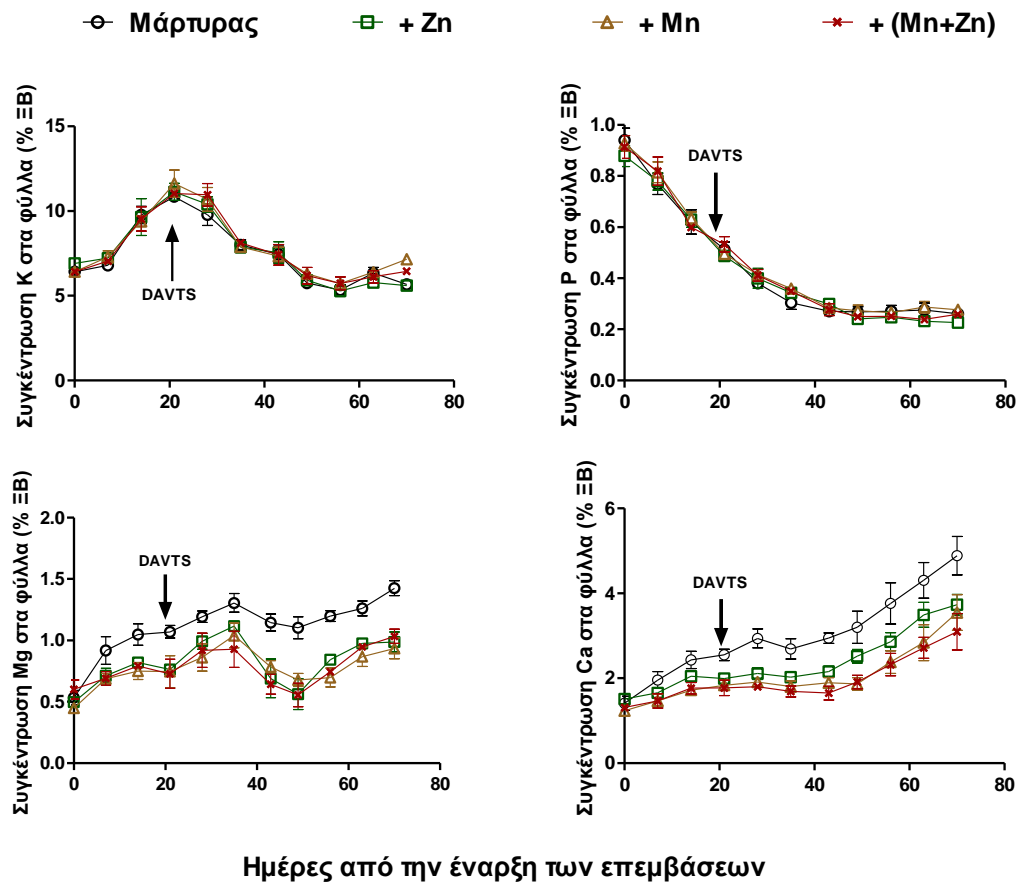 Μάρτυρας + Zn + Mn + (Mn+Zn)
Συγκέντρωση K στα φύλλα (% ΞΒ)
15
10
5
0
DAVTS
0 20 40 60 80
Συγκέντρωση P στα φύλλα (% ΞΒ)
1.0
0.8
0.6
0.4
0.2
0.0
DAVTS
0 20 40 60 80
Συγκέντρωση Mg στα φύλλα (% ΞΒ)
2.0
1.5
1.0
0.5
0.0
DAVTS
0 20 40 60 80
Συγκέντρωση Ca στα φύλλα (% ΞΒ)
6
4
2
0
DAVTS
0 20 40 60 80
Ημέρες από την έναρξη των επεμβάσεων